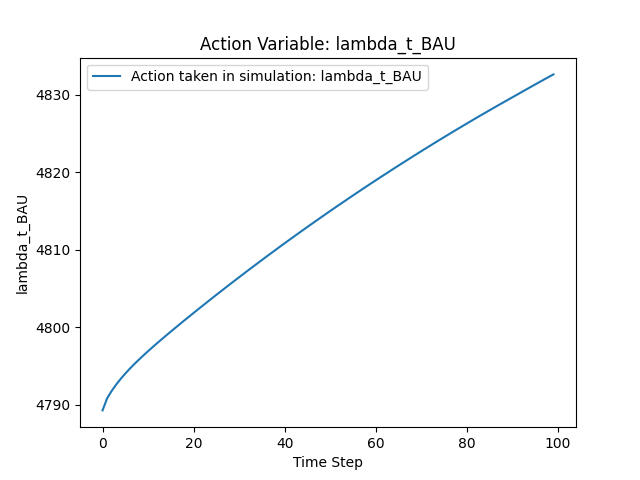 Action Variable: lambda_t_BAU
Action taken in simulation: lambda_t_BAU
lambda_t_BAU
4830
4820
4810
4800
4790
0 20 40 60 80 100
Time Step